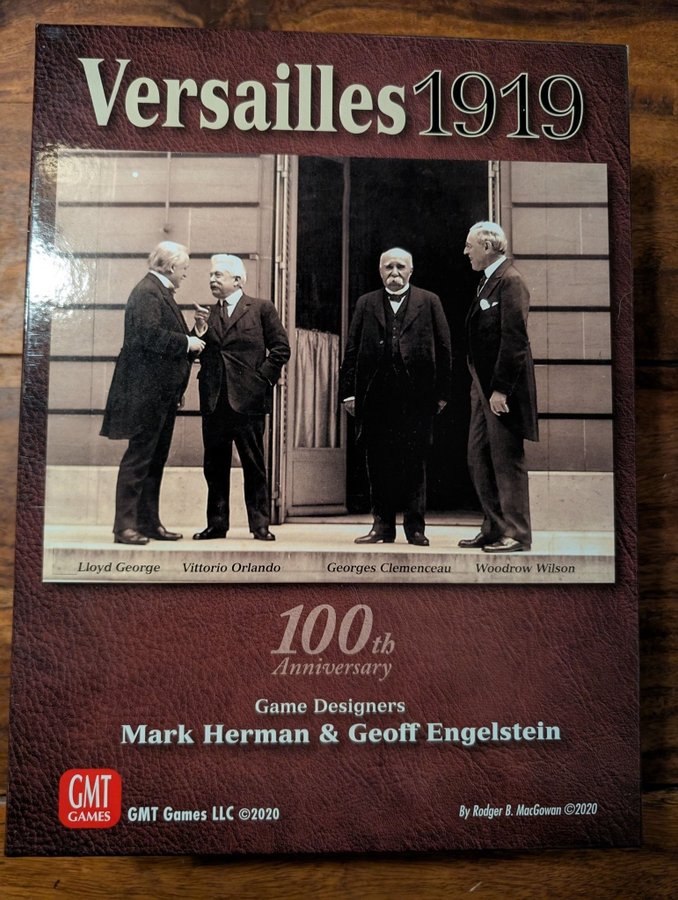 Versailles 1919
Lloyd George Vittorio Orlando Georges Clemenceau Woodrow Wilson
100th
Anniversary
Game Designers
Mark Herman & Geoff Engelstein
GMT
GAMES
GMT Games LLC ©2020
By Rodger B. MacGowan ©2020